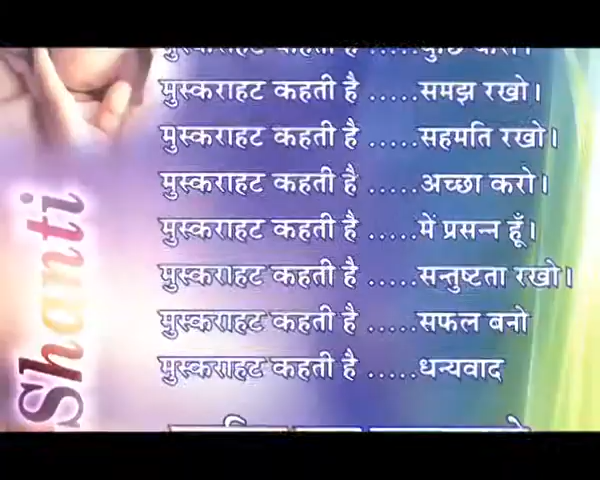 मुस्कराहट कहती है .....समझ रखो।
मुस्कराहट कहती है .....सहमति रखो।
मुस्कराहट कहती है .....अच्छा करो।
मुस्कराहट कहती है .....में प्रसन्न हूँ।
मुस्कराहट कहती है .....सन्तुष्टता रखो।
मुस्कराहट कहती है .....सफल बनो
मुस्कराहट कहती है .....धन्यवाद
Shanti